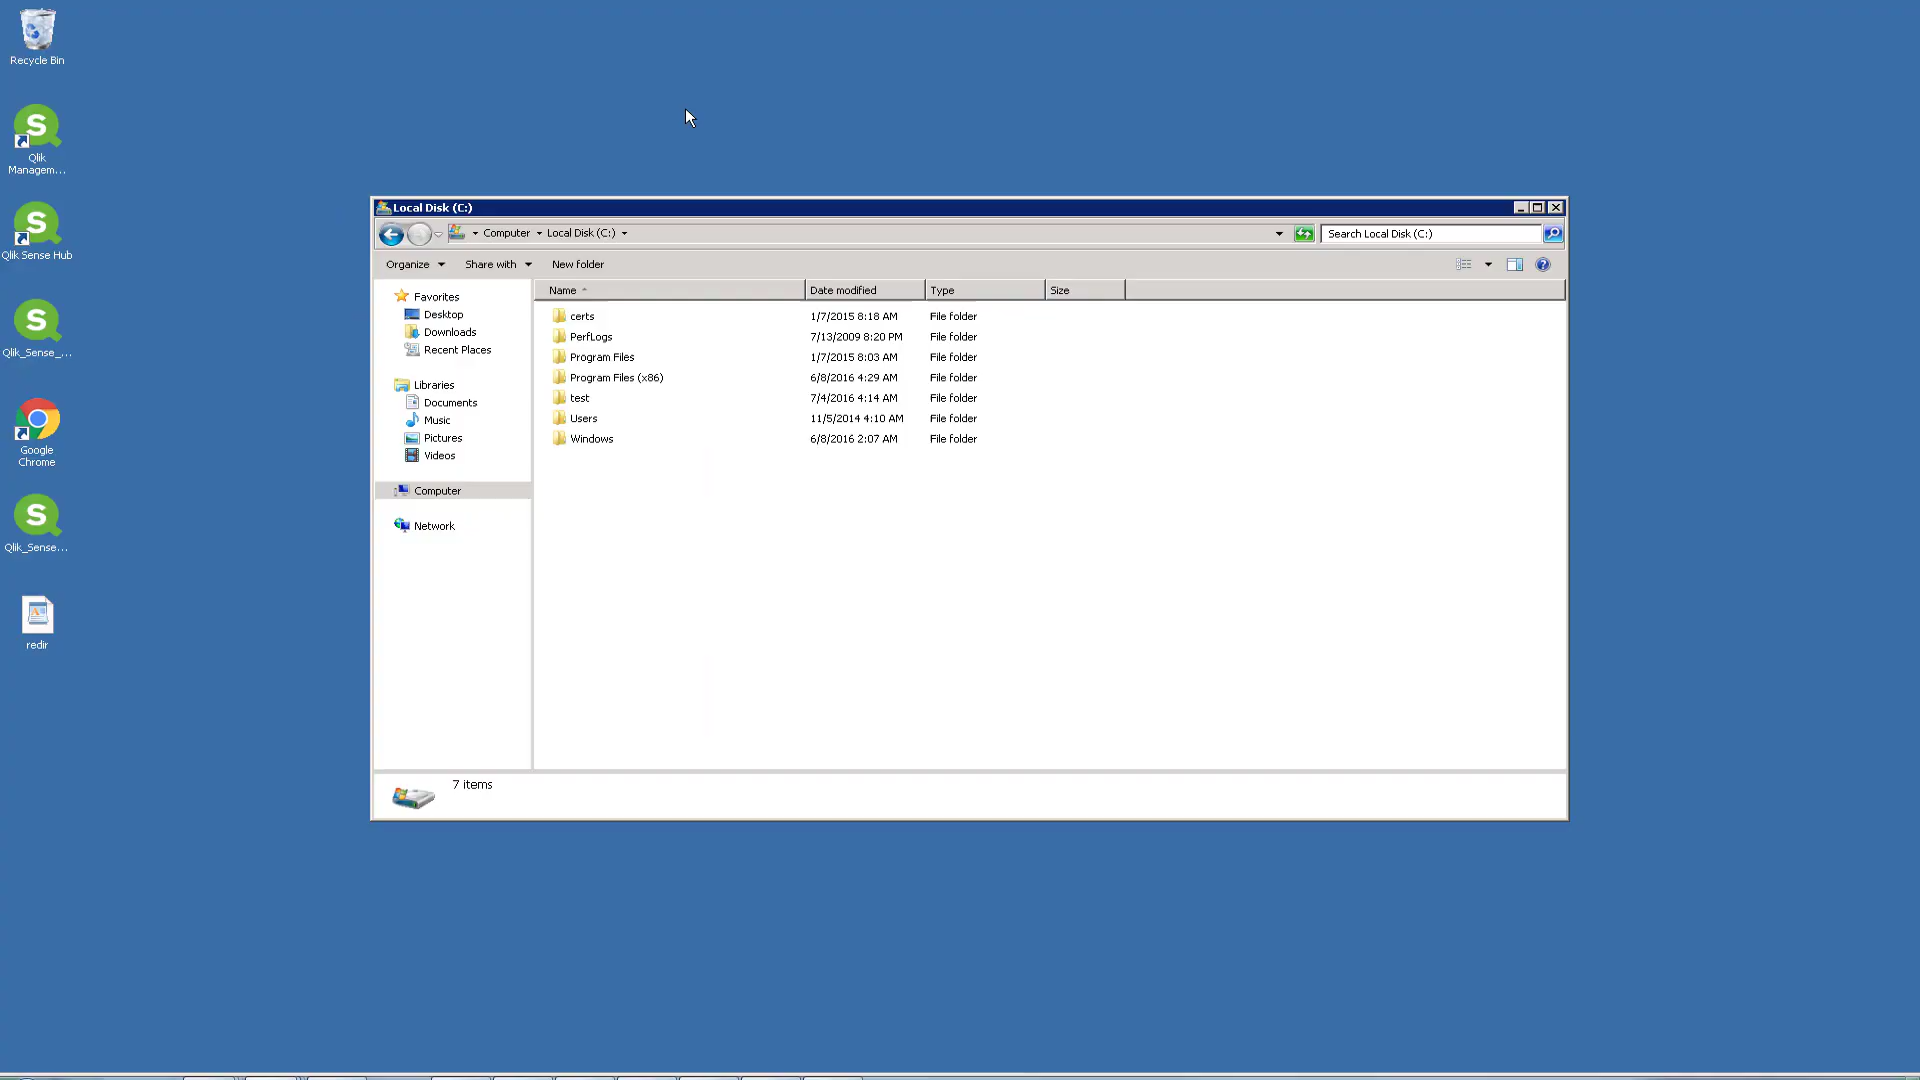 Recycle Bin
Qlik
Managem...
Qlik Sense Hub
Qlik_Sense_...
Google
Chrome
Qlik_Sense...
redir
Local Disk (C:)
Computer Local Disk (C:) Search Local Disk (C:)
Organize Share with New folder
Name Date modified Type Size
Favorites
Desktop
Downloads
Recent Places
Libraries
Documents
Music
Pictures
Videos
Computer
Network
certs 1/7/2015 8:18 AM File folder
PerfLogs 7/13/2009 8:20 PM File folder
Program Files 1/7/2015 8:03 AM File folder
Program Files (x86) 6/8/2016 4:29 AM File folder
test 7/4/2016 4:14 AM File folder
Users 11/5/2014 4:10 AM File folder
Windows 6/8/2016 2:07 AM File folder
7 items